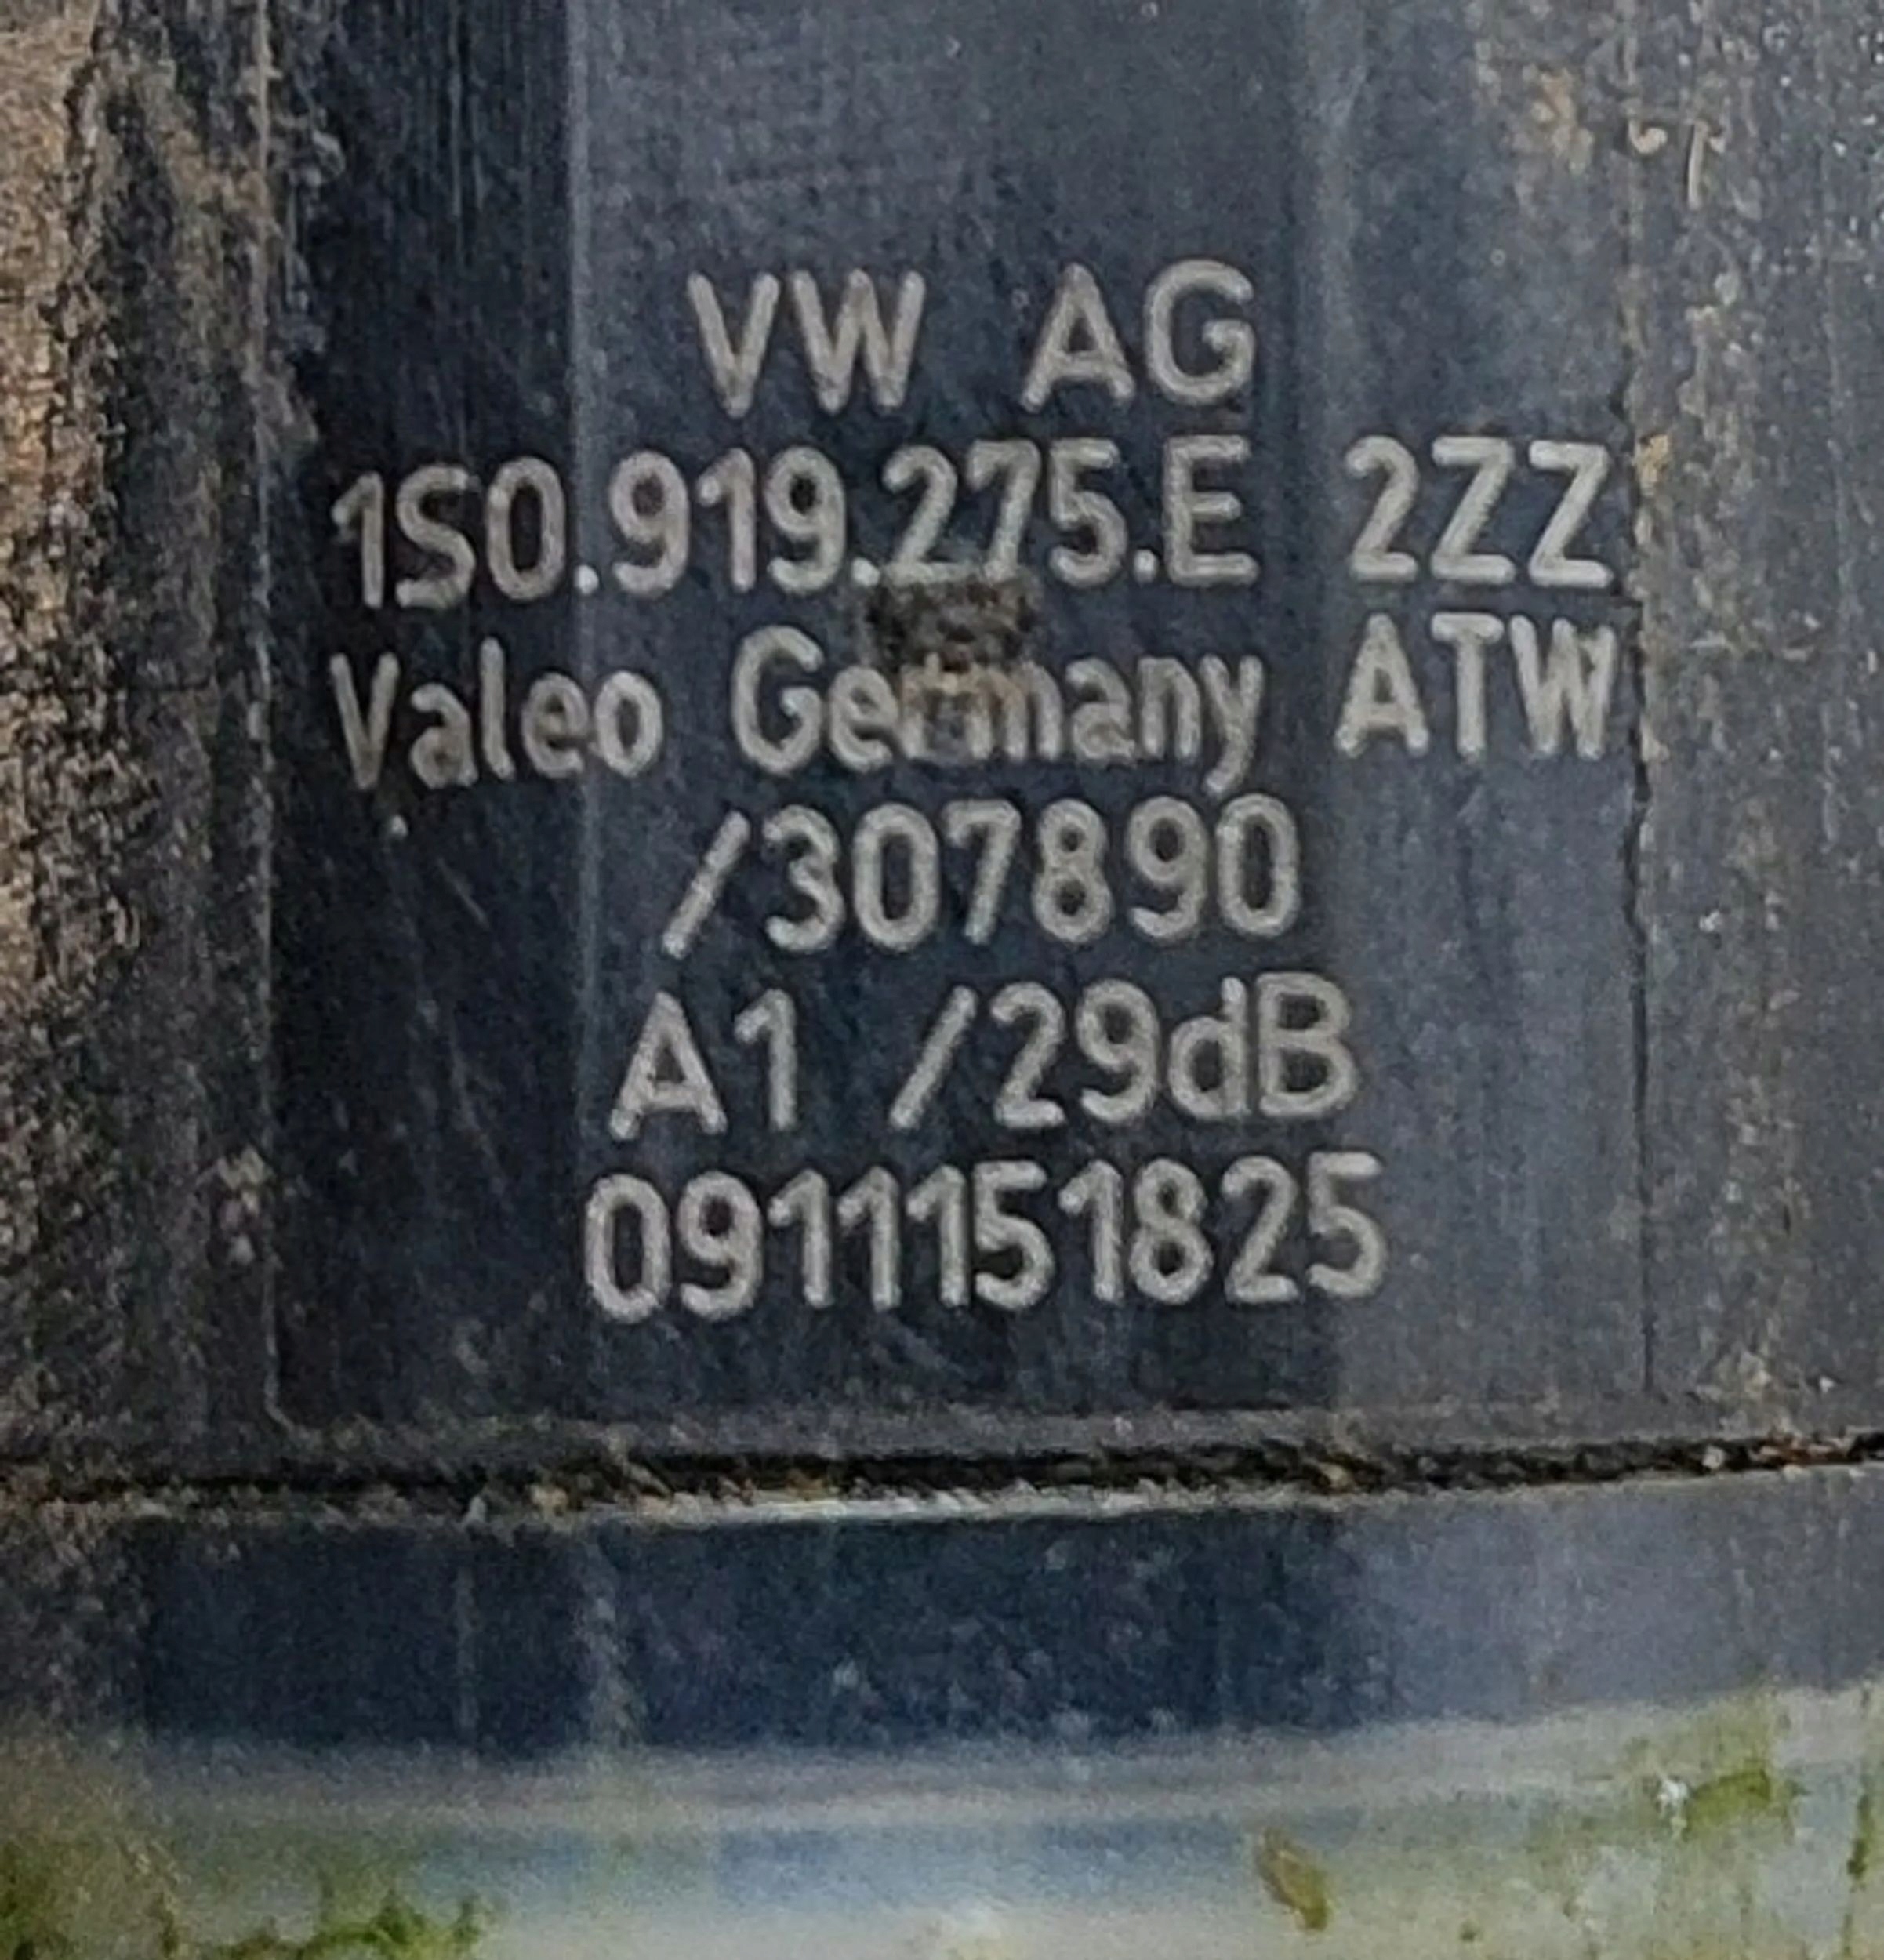 VW AG
1S0.919.275.E 2ZZ
Valeo Germany ATW
/307890
A1 /29dB
0911151825